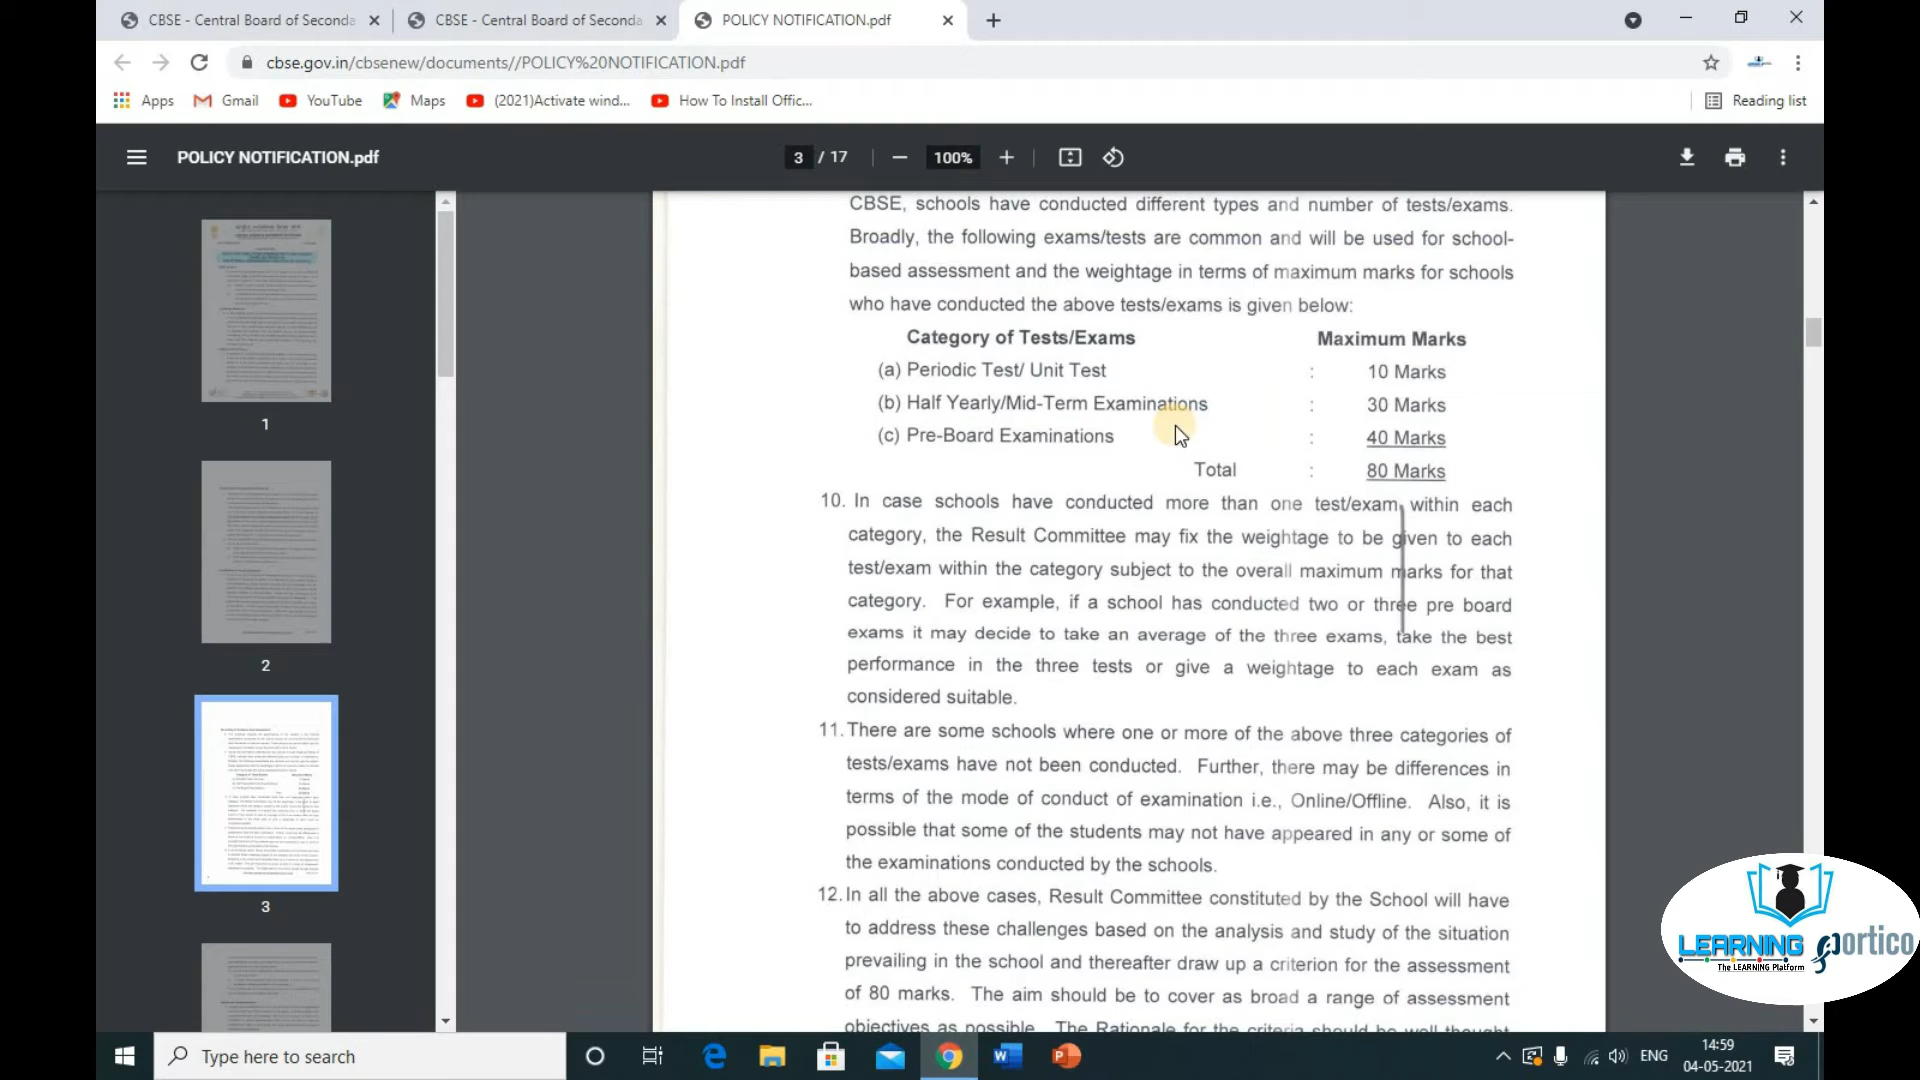 CBSE - Central Board of Seconda
CBSE - Central Board of Seconda
POLICY NOTIFICATION.pdf
cbse.gov.in/cbsenew/documents//POLICY%20NOTIFICATION.pdf
Apps
Gmail
YouTube
Maps
(2021)Activate wind...
How To Install Offic...
Reading list
POLICY NOTIFICATION.pdf
3 / 17
100%
1
2
3
CBSE, schools have conducted different types and number of tests/exams.
Broadly, the following exams/tests are common and will be used for school-
based assessment and the weightage in terms of maximum marks for schools
who have conducted the above tests/exams is given below:
Category of Tests/Exams Maximum Marks
(a) Periodic Test/ Unit Test : 10 Marks
(b) Half Yearly/Mid-Term Examinations : 30 Marks
(c) Pre-Board Examinations : 40 Marks
Total : 80 Marks
10. In case schools have conducted more than one test/exam within each
category, the Result Committee may fix the weightage to be given to each
test/exam within the category subject to the overall maximum marks for that
category. For example, if a school has conducted two or three pre board
exams it may decide to take an average of the three exams, take the best
performance in the three tests or give a weightage to each exam as
considered suitable.
11. There are some schools where one or more of the above three categories of
tests/exams have not been conducted. Further, there may be differences in
terms of the mode of conduct of examination i.e., Online/Offline. Also, it is
possible that some of the students may not have appeared in any or some of
the examinations conducted by the schools.
12. In all the above cases, Result Committee constituted by the School will have
to address these challenges based on the analysis and study of the situation
prevailing in the school and thereafter draw up a criterion for the assessment
of 80 marks. The aim should be to cover as broad a range of assessment
objectives as possible. The Rationale for the criteria should be well thought
LEARNING portico
The LEARNING Platform
Type here to search
ENG
14:59
04-05-2021